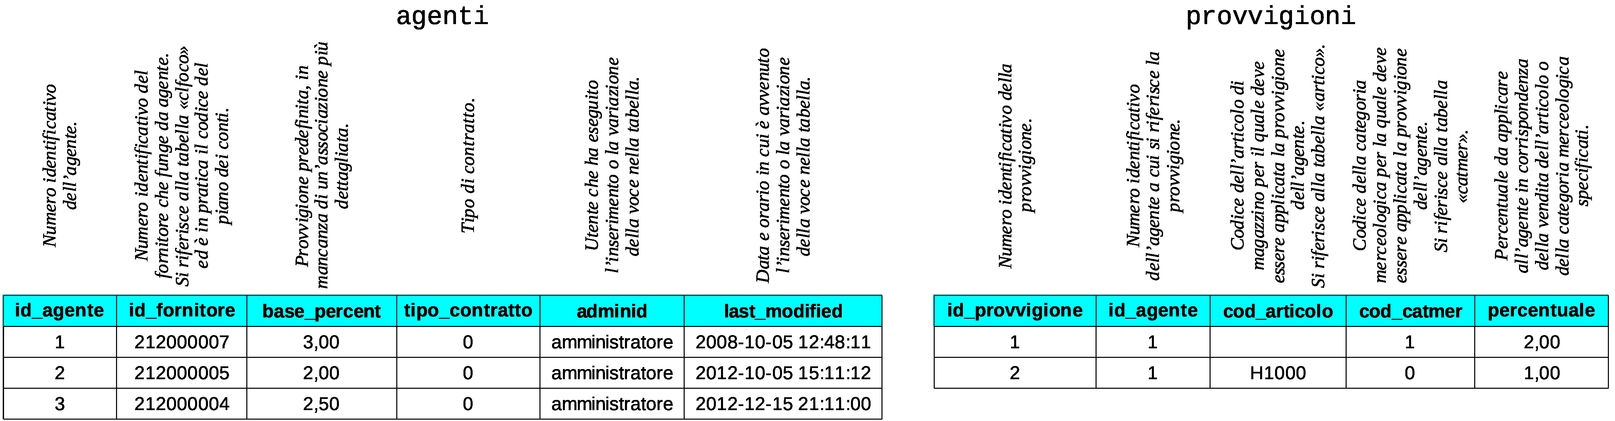 agenti
Numero identificativo
dell'agente.
Numero identificativo del
fornitore che funge da agente.
Si riferisce alla tabella «clfoco»
ed è in pratica il codice del
piano dei conti.
Provvigione predefinita, in
mancanza di un'associazione più
dettagliata.
Tipo di contratto.
Utente che ha eseguito
l'inserimento o la variazione
della voce nella tabella.
Data e orario in cui è avvenuto
l'inserimento o la variazione
della voce nella tabella.
id_agente id_fornitore base_percent tipo_contratto adminid last_modified
1 212000007 3,00 0 amministratore 2008-10-05 12:48:11
2 212000005 2,00 0 amministratore 2012-10-05 15:11:12
3 212000004 2,50 0 amministratore 2012-12-15 21:11:00
provvigioni
Numero identificativo della
provvigione.
Numero identificativo
dell'agente a cui si riferisce la
provvigione.
Codice dell'articolo di
magazzino per il quale deve
essere applicata la provvigione
dell'agente.
Si riferisce alla tabella «artico».
Codice della categoria
merceologica per la quale deve
essere applicata la provvigione
dell'agente.
Si riferisce alla tabella
«catmer».
Percentuale da applicare
all'agente in corrispondenza
della vendita dell'articolo o
della categoria merceologica
specificati.
id_provvigione id_agente cod_articolo cod_catmer percentuale
1 1 1 2,00
2 1 H1000 0 1,00